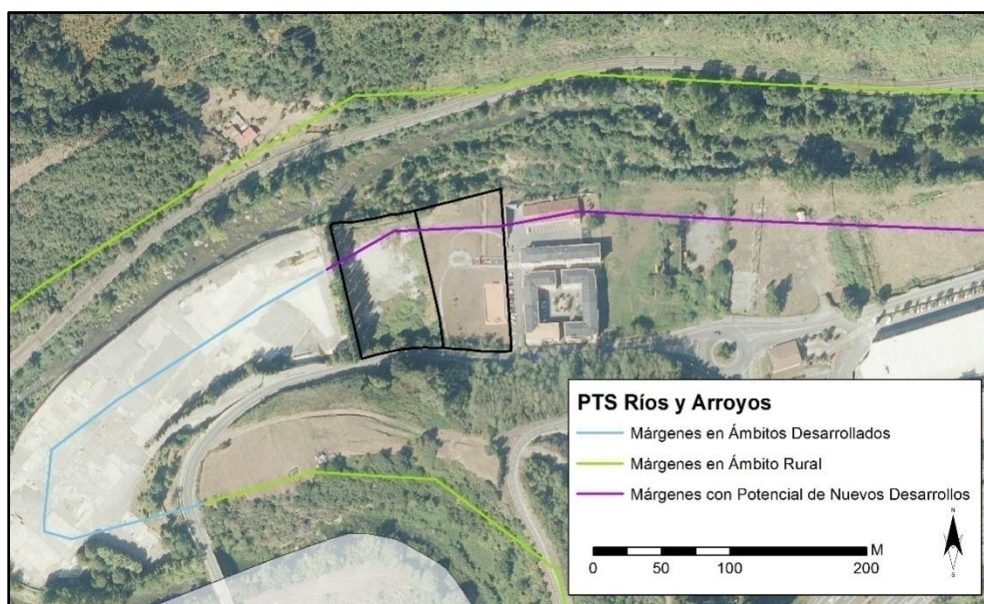 PTS Ríos y Arroyos
Márgenes en Ámbitos Desarrollados
Márgenes en Ámbito Rural
Márgenes con Potencial de Nuevos Desarrollos
M
0 50 100 200
N
S